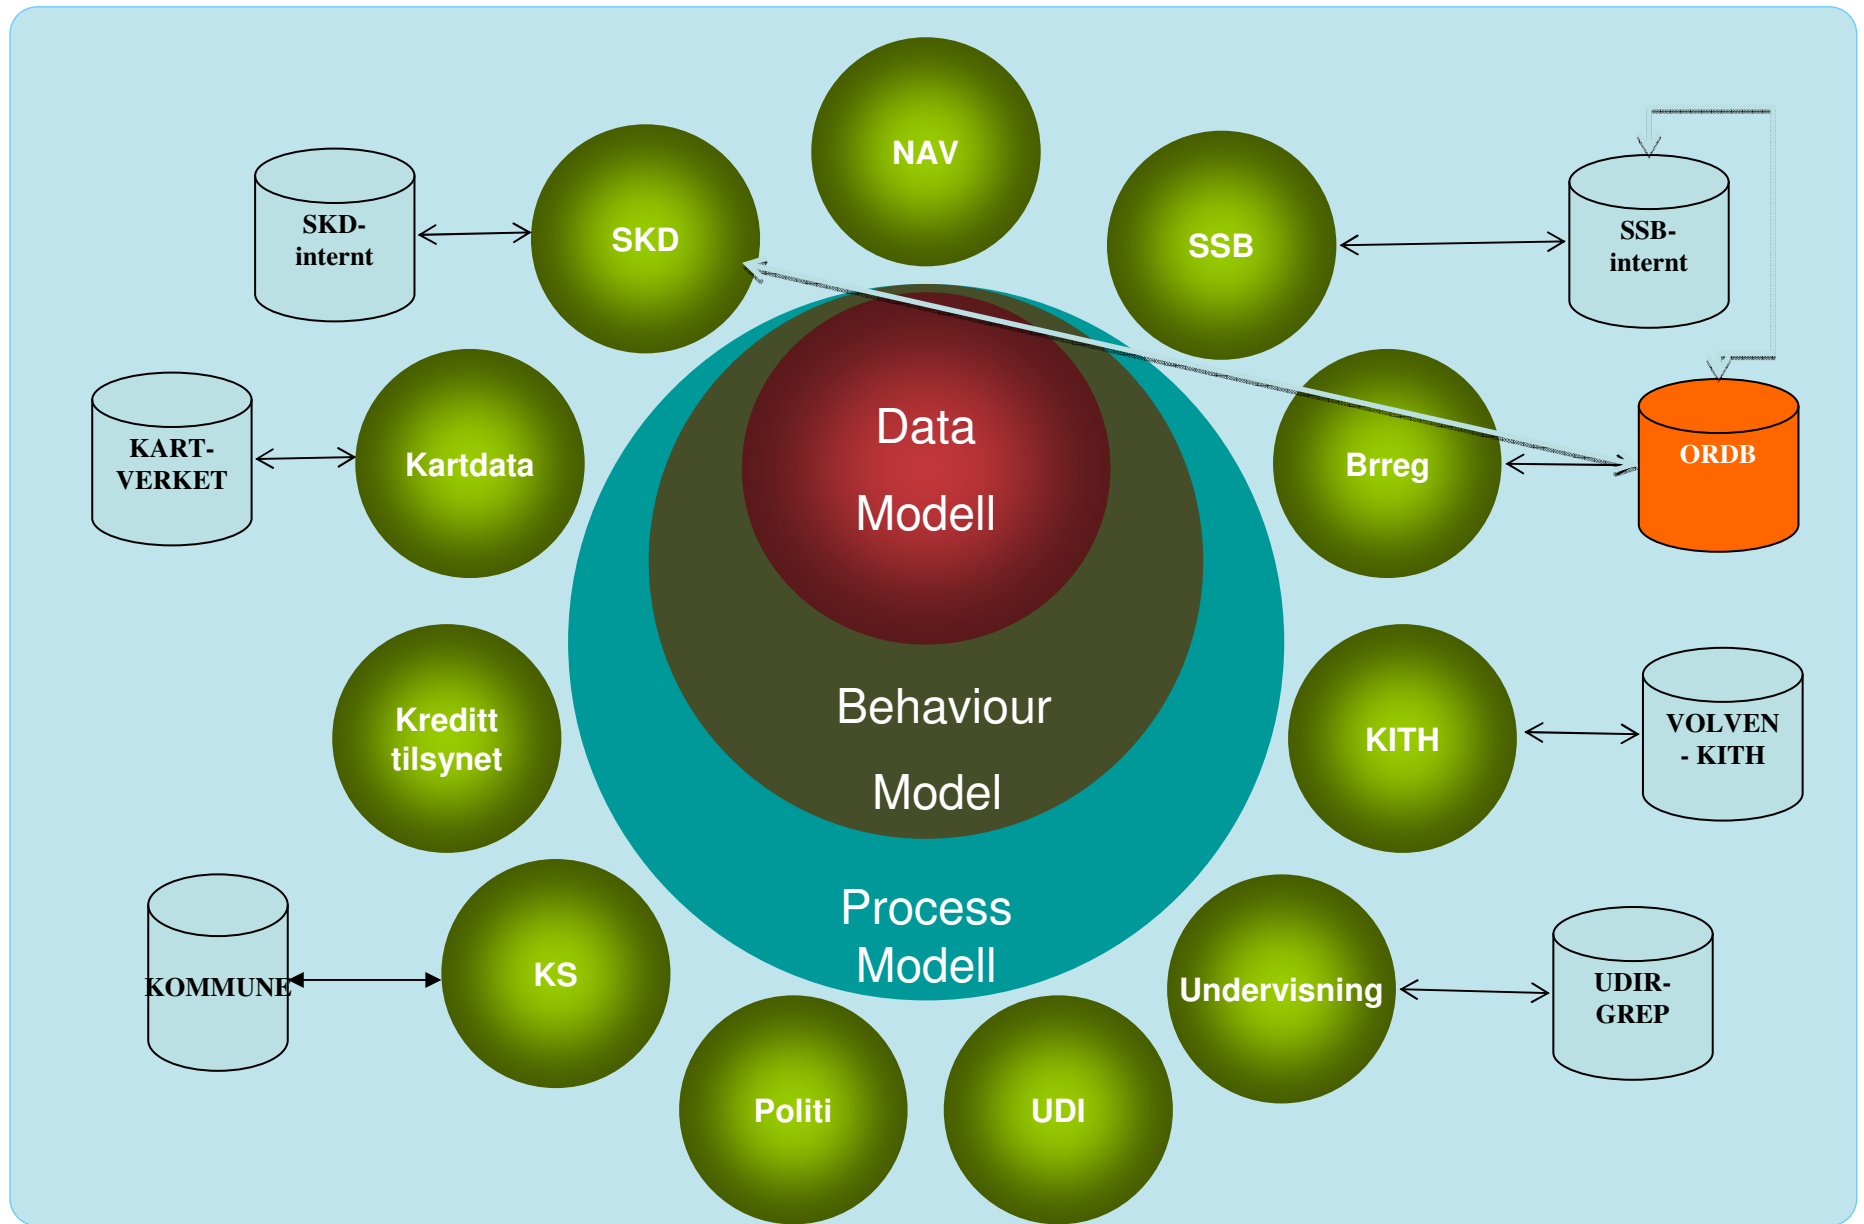 NAV
SKD-
internt
SKD
SSB
SSB-
internt
KART-
VERKET
Kartdata
Data
Modell
Brreg
ORDB
Kreditt
tilsynet
Behaviour
Model
KITH
VOLVEN
- KITH
KOMMUNE
KS
Process
Modell
Undervisning
UDIR-
GREP
Politi
UDI